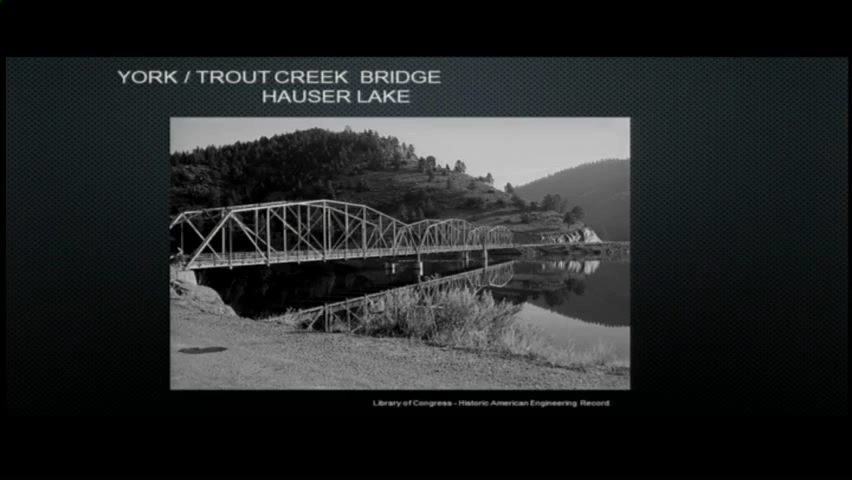 YORK / TROUT CREEK BRIDGE
HAUSER LAKE
Library of Congress - Historic American Engineering Record